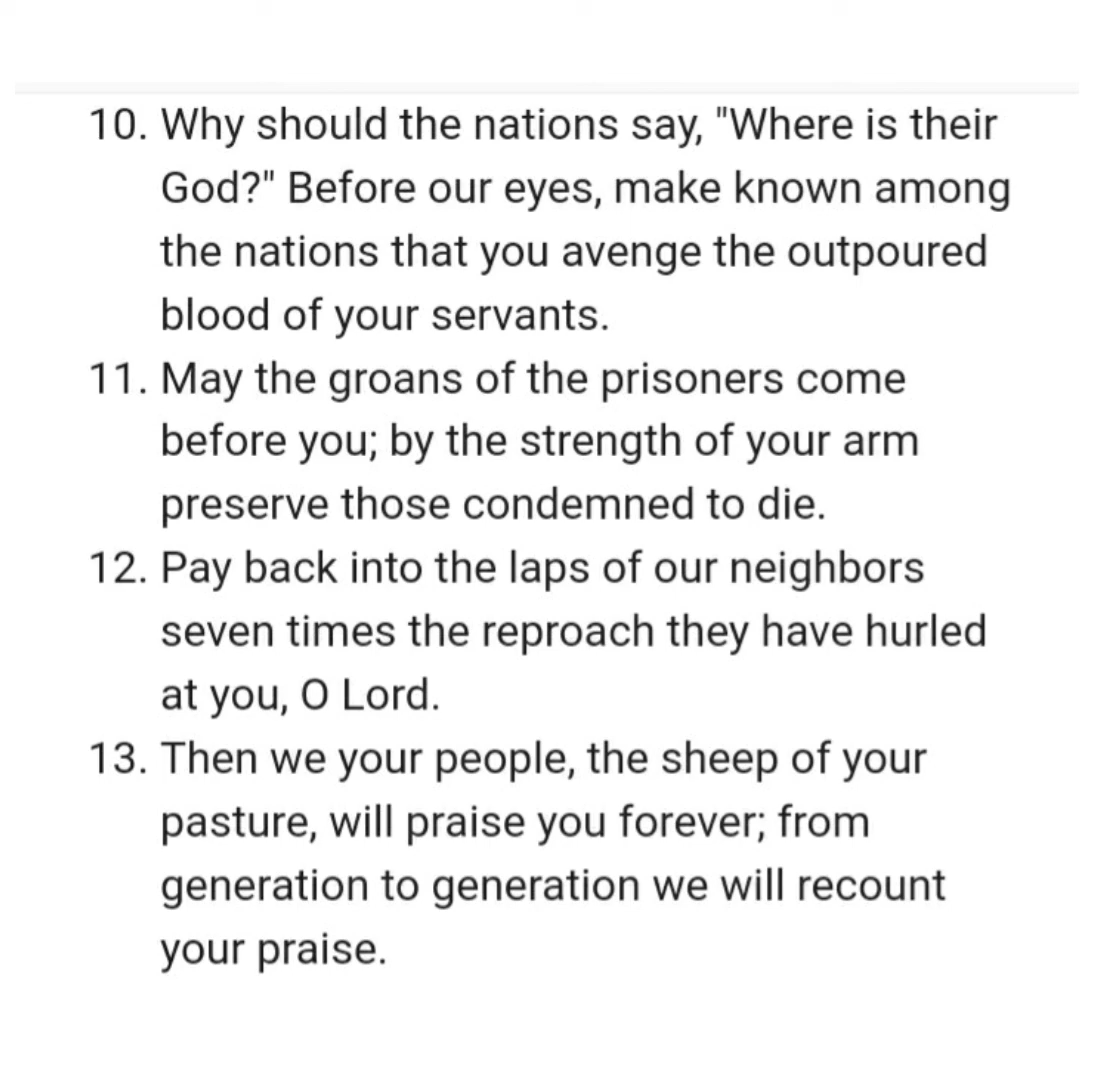 10. Why should the nations say, "Where is their
God?" Before our eyes, make known among
the nations that you avenge the outpoured
blood of your servants.
11. May the groans of the prisoners come
before you; by the strength of your arm
preserve those condemned to die.
12. Pay back into the laps of our neighbors
seven times the reproach they have hurled
at you, O Lord.
13. Then we your people, the sheep of your
pasture, will praise you forever; from
generation to generation we will recount
your praise.